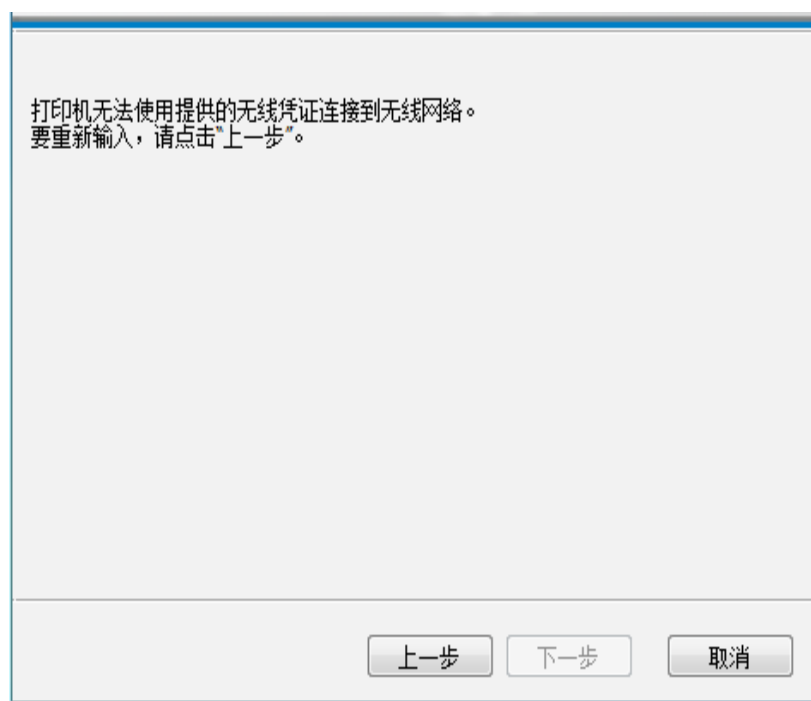 打印机无法使用提供的无线凭证连接到无线网络。
要重新输入，请点击"上一步"。
上一步
下一步
取消